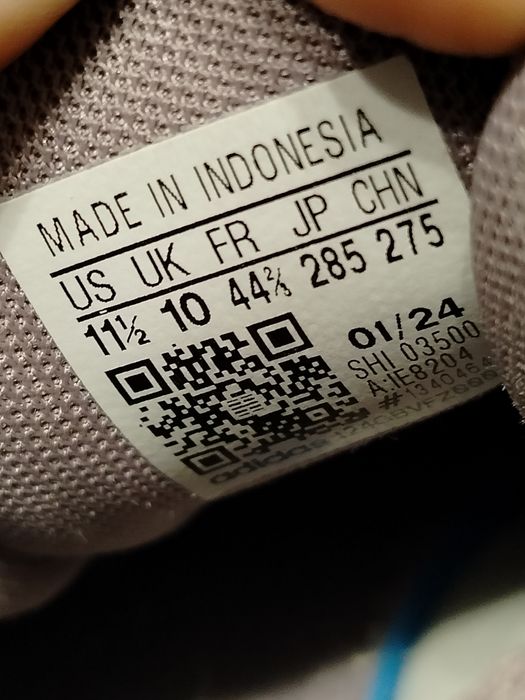 MADE IN INDONESIA
US UK FR JP CHN
11½ 10 44⅔ 285 275
01/24
SHL 03500
A:IE8204
adidas